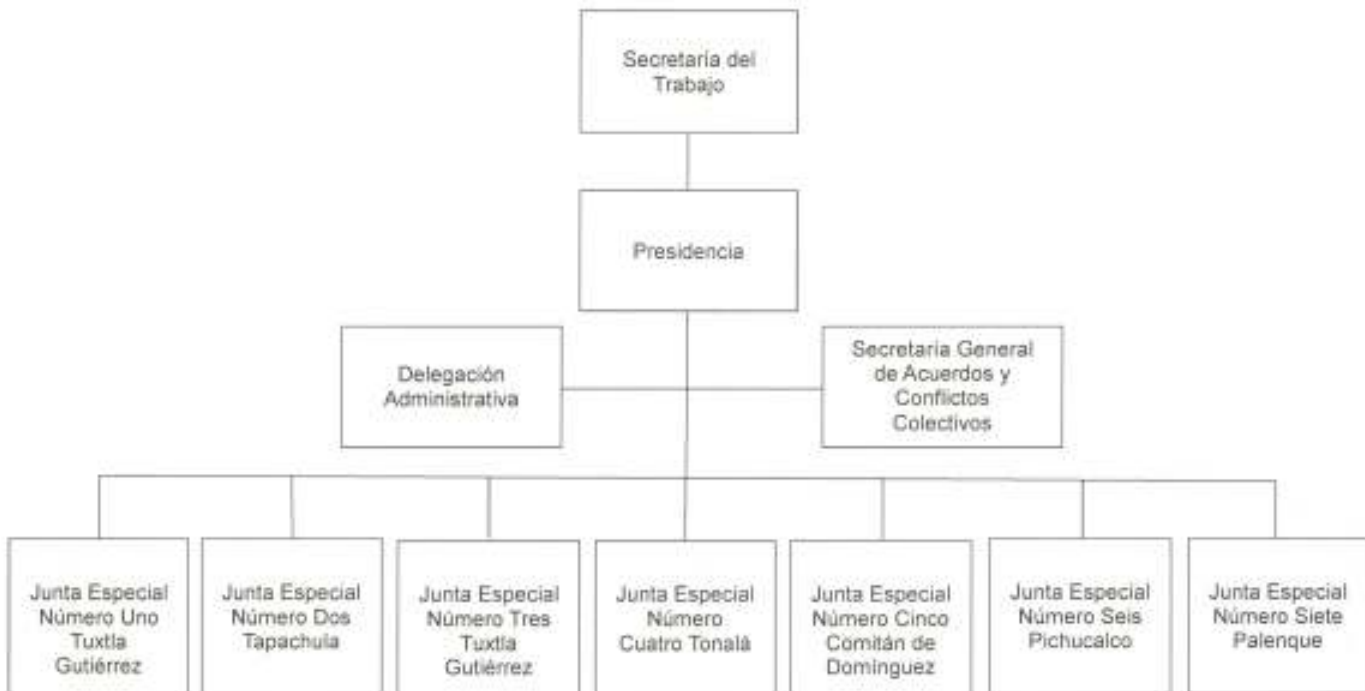 Secretaría del
Trabajo
Presidencia
Delegación
Administrativa
Secretaría General
de Acuerdos y
Conflictos
Colectivos
Junta Especial
Número Uno
Tuxtla
Gutiérrez
Junta Especial
Número Dos
Tapachula
Junta Especial
Número Tres
Tuxtla
Gutiérrez
Junta Especial
Número
Cuatro Tonalá
Junta Especial
Número Cinco
Comitán de
Domínguez
Junta Especial
Número Seis
Pichucalco
Junta Especial
Número Siete
Palenque